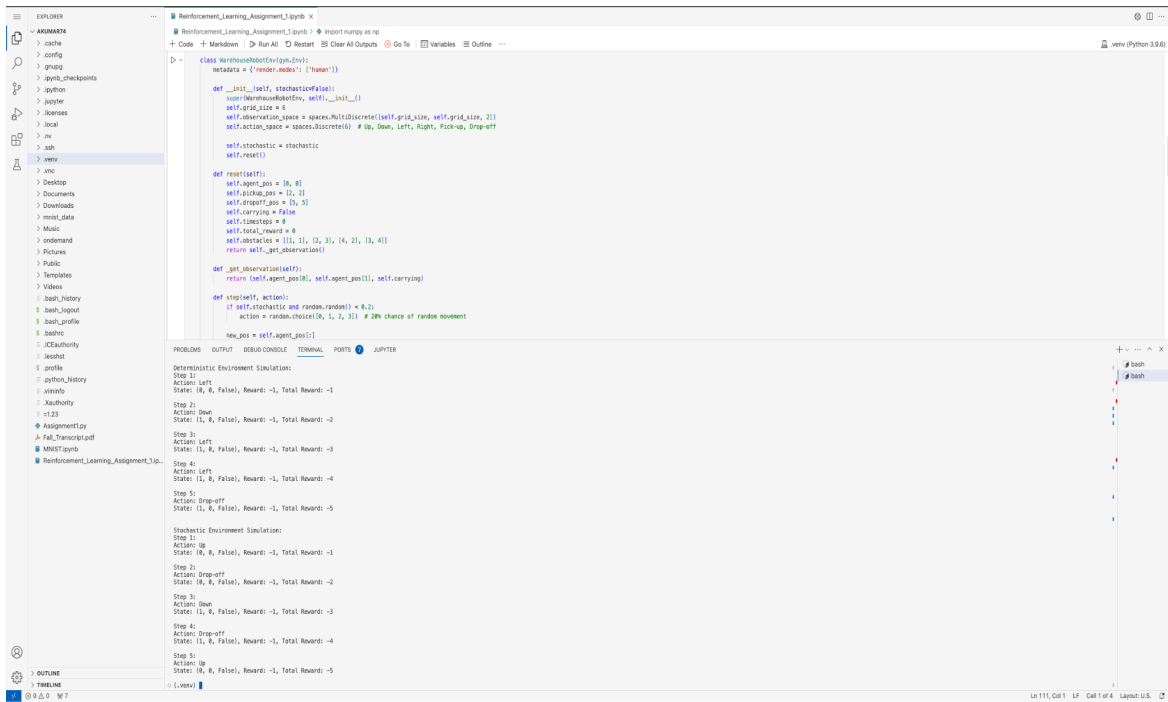 EXPLORER
AKUMAR74
.cache
.config
.gnupg
.ipynb_checkpoints
.ipython
.jupyter
.licenses
.local
.nv
.ssh
.venv
.vnc
Desktop
Documents
Downloads
mnist_data
Music
ondemand
Pictures
Public
Templates
Videos
.bash_history
.bash_logout
.bash_profile
.bashrc
.ICEauthority
.lesshst
.profile
.python_history
.viminfo
.Xauthority
=1.23
Assignment1.py
Fall_Transcript.pdf
MNIST.ipynb
Reinforcement_Learning_Assignment_1.ip...
OUTLINE
TIMELINE
Reinforcement_Learning_Assignment_1.ipynb ×
Reinforcement_Learning_Assignment_1.ipynb > import numpy as np
+ Code + Markdown Run All Restart Clear All Outputs Go To Variables Outline ... .venv (Python 3.9.6)
class WarehouseRobotEnv(gym.Env):
metadata = {'render.modes': ['human']}
def __init__(self, stochastic=False):
super(WarehouseRobotEnv, self).__init__()
self.grid_size = 6
self.observation_space = spaces.MultiDiscrete([self.grid_size, self.grid_size, 2])
self.action_space = spaces.Discrete(6) # Up, Down, Left, Right, Pick-up, Drop-off
self.stochastic = stochastic
self.reset()
def reset(self):
self.agent_pos = [0, 0]
self.pickup_pos = [2, 2]
self.dropoff_pos = [5, 5]
self.carrying = False
self.timesteps = 0
self.total_reward = 0
self.obstacles = [[1, 1], [2, 3], [4, 2], [3, 4]]
return self._get_observation()
def _get_observation(self):
return (self.agent_pos[0], self.agent_pos[1], self.carrying)
def step(self, action):
if self.stochastic and random.random() < 0.2:
action = random.choice([0, 1, 2, 3]) # 20% chance of random movement
new_pos = self.agent_pos[:]
PROBLEMS OUTPUT DEBUG CONSOLE TERMINAL PORTS 7 JUPYTER
bash
bash
Deterministic Environment Simulation:
Step 1:
Action: Left
State: (0, 0, False), Reward: -1, Total Reward: -1
Step 2:
Action: Down
State: (1, 0, False), Reward: -1, Total Reward: -2
Step 3:
Action: Left
State: (1, 0, False), Reward: -1, Total Reward: -3
Step 4:
Action: Left
State: (1, 0, False), Reward: -1, Total Reward: -4
Step 5:
Action: Drop-off
State: (1, 0, False), Reward: -1, Total Reward: -5
Stochastic Environment Simulation:
Step 1:
Action: Up
State: (0, 0, False), Reward: -1, Total Reward: -1
Step 2:
Action: Drop-off
State: (0, 0, False), Reward: -1, Total Reward: -2
Step 3:
Action: Down
State: (1, 0, False), Reward: -1, Total Reward: -3
Step 4:
Action: Drop-off
State: (1, 0, False), Reward: -1, Total Reward: -4
Step 5:
Action: Up
State: (0, 0, False), Reward: -1, Total Reward: -5
(.venv)
0 0 7 Ln 111, Col 1 LF Cell 1 of 4 Layout: U.S.